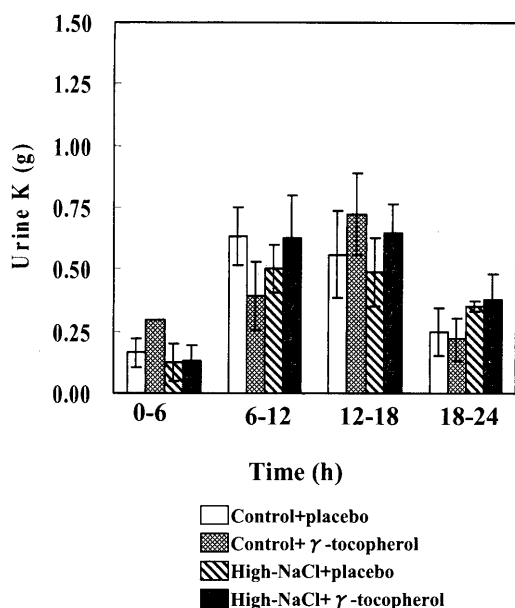 1.50
1.25
1.00
0.75
0.50
0.25
0.00
Urine K (g)
0-6 6-12 12-18 18-24
Time (h)
Control+placebo
Control+γ-tocopherol
High-NaCl+placebo
High-NaCl+γ-tocopherol